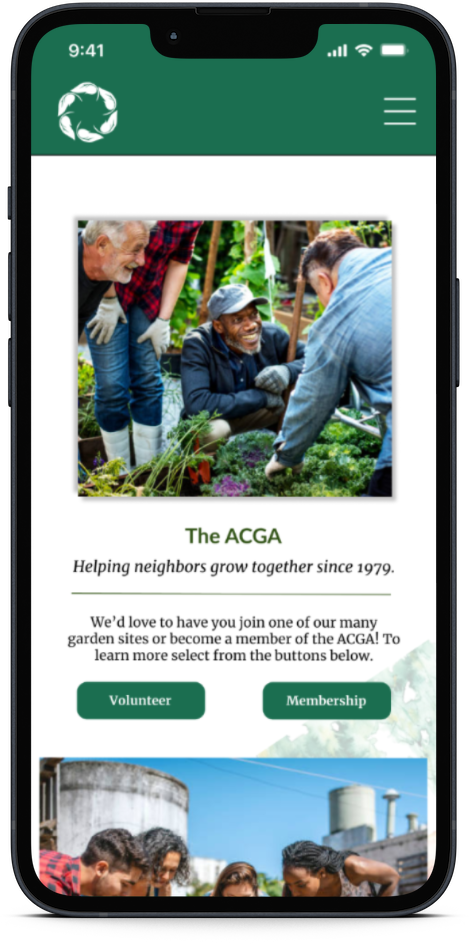 9:41
The ACGA
Helping neighbors grow together since 1979.
We’d love to have you join one of our many
garden sites or become a member of the ACGA! To
learn more select from the buttons below.
Volunteer Membership